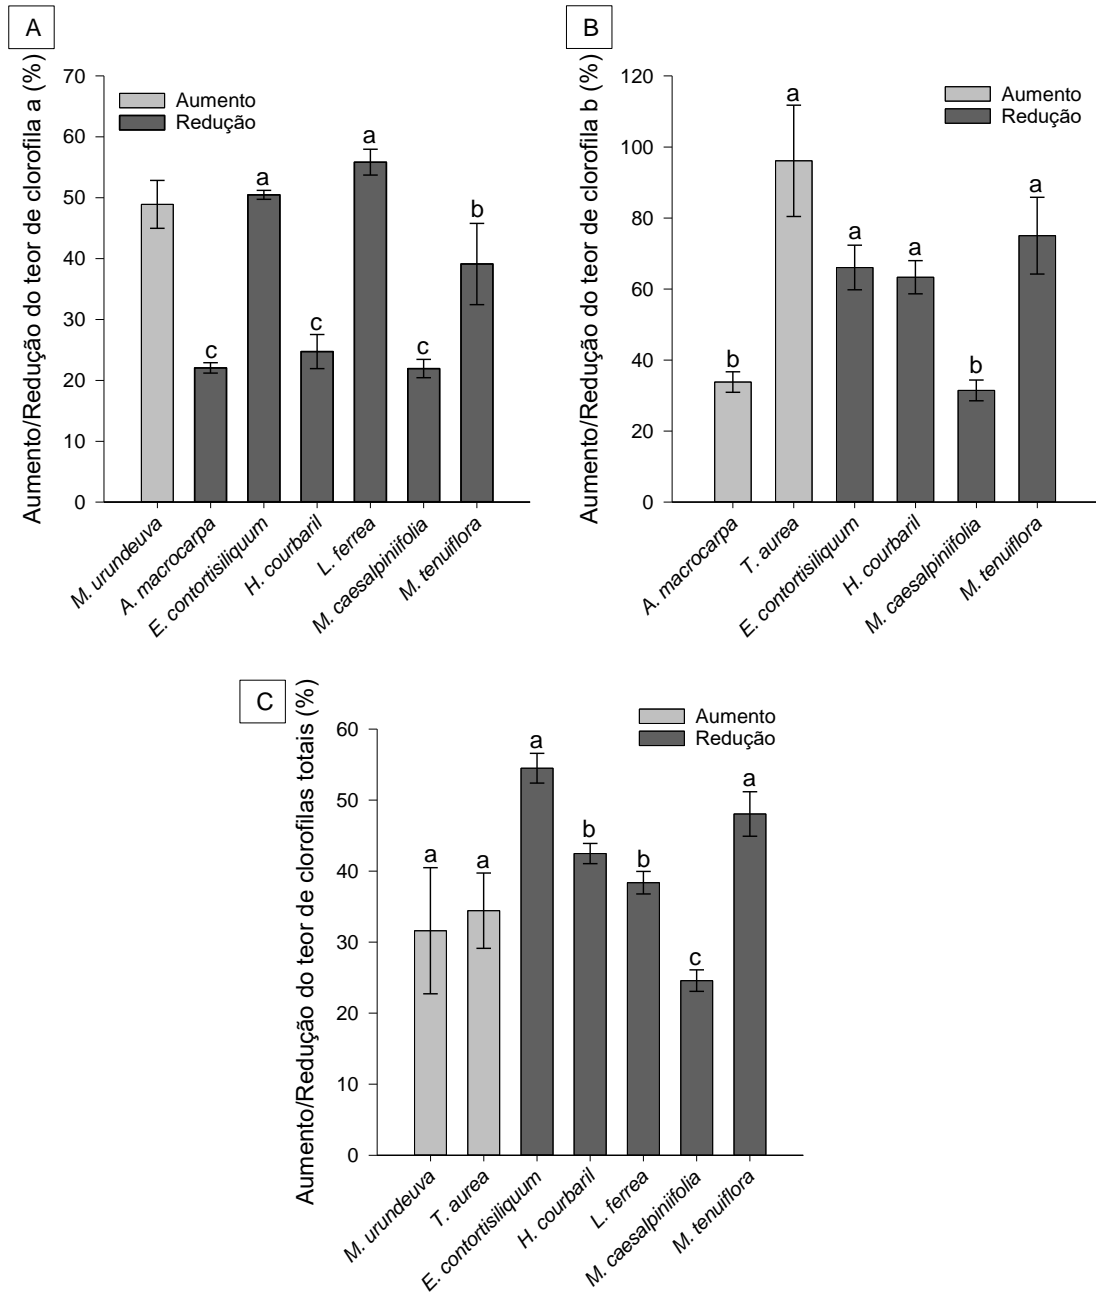 A
Aumento/Redução do teor de clorofila a (%)
70
60
50
40
30
20
10
0
Aumento
Redução
c
a
c
a
c
b
M. urundeuva
A. macrocarpa
E. contortisiliquum
H. courbaril
L. ferrea
M. caesalpiniifolia
M. tenuiflora
B
Aumento/Redução do teor de clorofila b (%)
120
100
80
60
40
20
0
Aumento
Redução
b
a
a
a
b
a
A. macrocarpa
T. aurea
E. contortisiliquum
H. courbaril
M. caesalpiniifolia
M. tenuiflora
C
Aumento/Redução do teor de clorofilas totais (%)
60
50
40
30
20
10
0
Aumento
Redução
a
a
a
b
b
c
a
M. urundeuva
T. aurea
E. contortisiliquum
H. courbaril
L. ferrea
M. caesalpiniifolia
M. tenuiflora